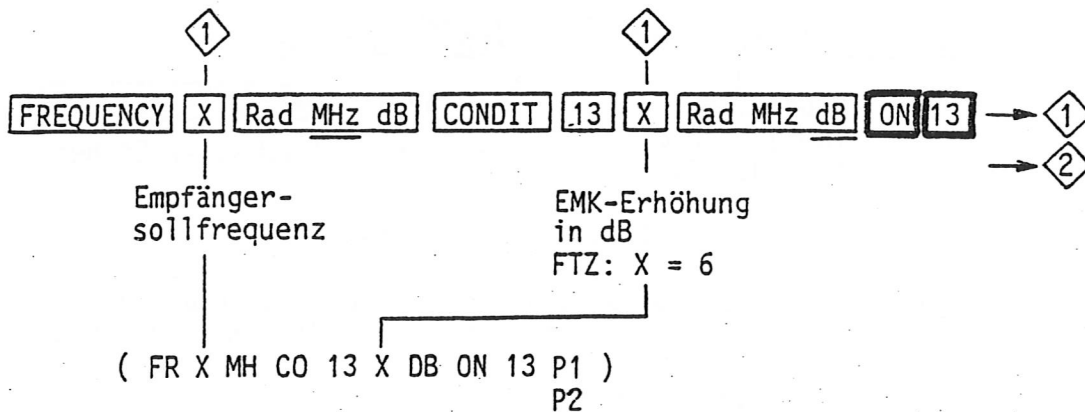 1 1
FREQUENCY X Rad MHz dB CONDIT 13 X Rad MHz dB ON 13 → 1
→ 2
Empfänger-
sollfrequenz
EMK-Erhöhung
in dB
FTZ: X = 6
( FR X MH CO 13 X DB ON 13 P1 )
P2